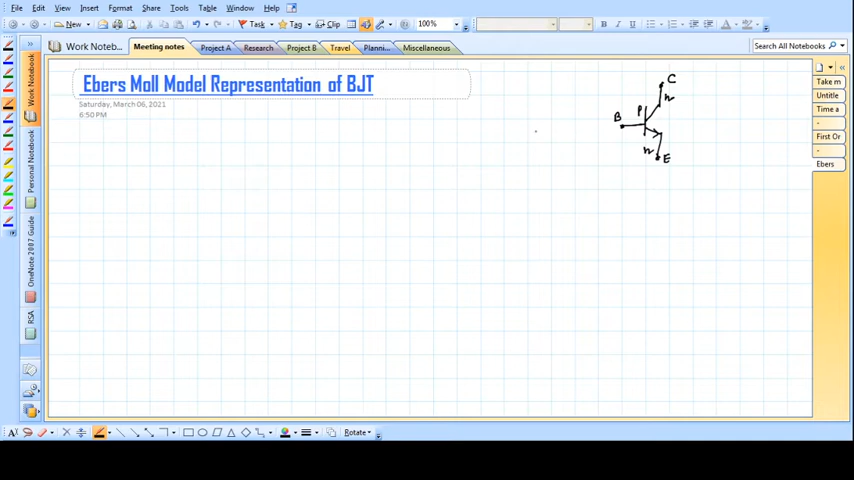 File Edit View Insert Format Share Tools Table Window Help
New Task Tag Clip 100% B I U
Work Noteb... Meeting notes Project A Research Project B Travel Planni... Miscellaneous Search All Notebooks
Work Notebook
Personal Notebook
OneNote 2007 Guide
RSA
Ebers Moll Model Representation of BJT
Saturday, March 06, 2021
6:50 PM
C
n
P
B
n
E
Take m
Untitle
Time a
-
First Or
-
Ebers
Rotate